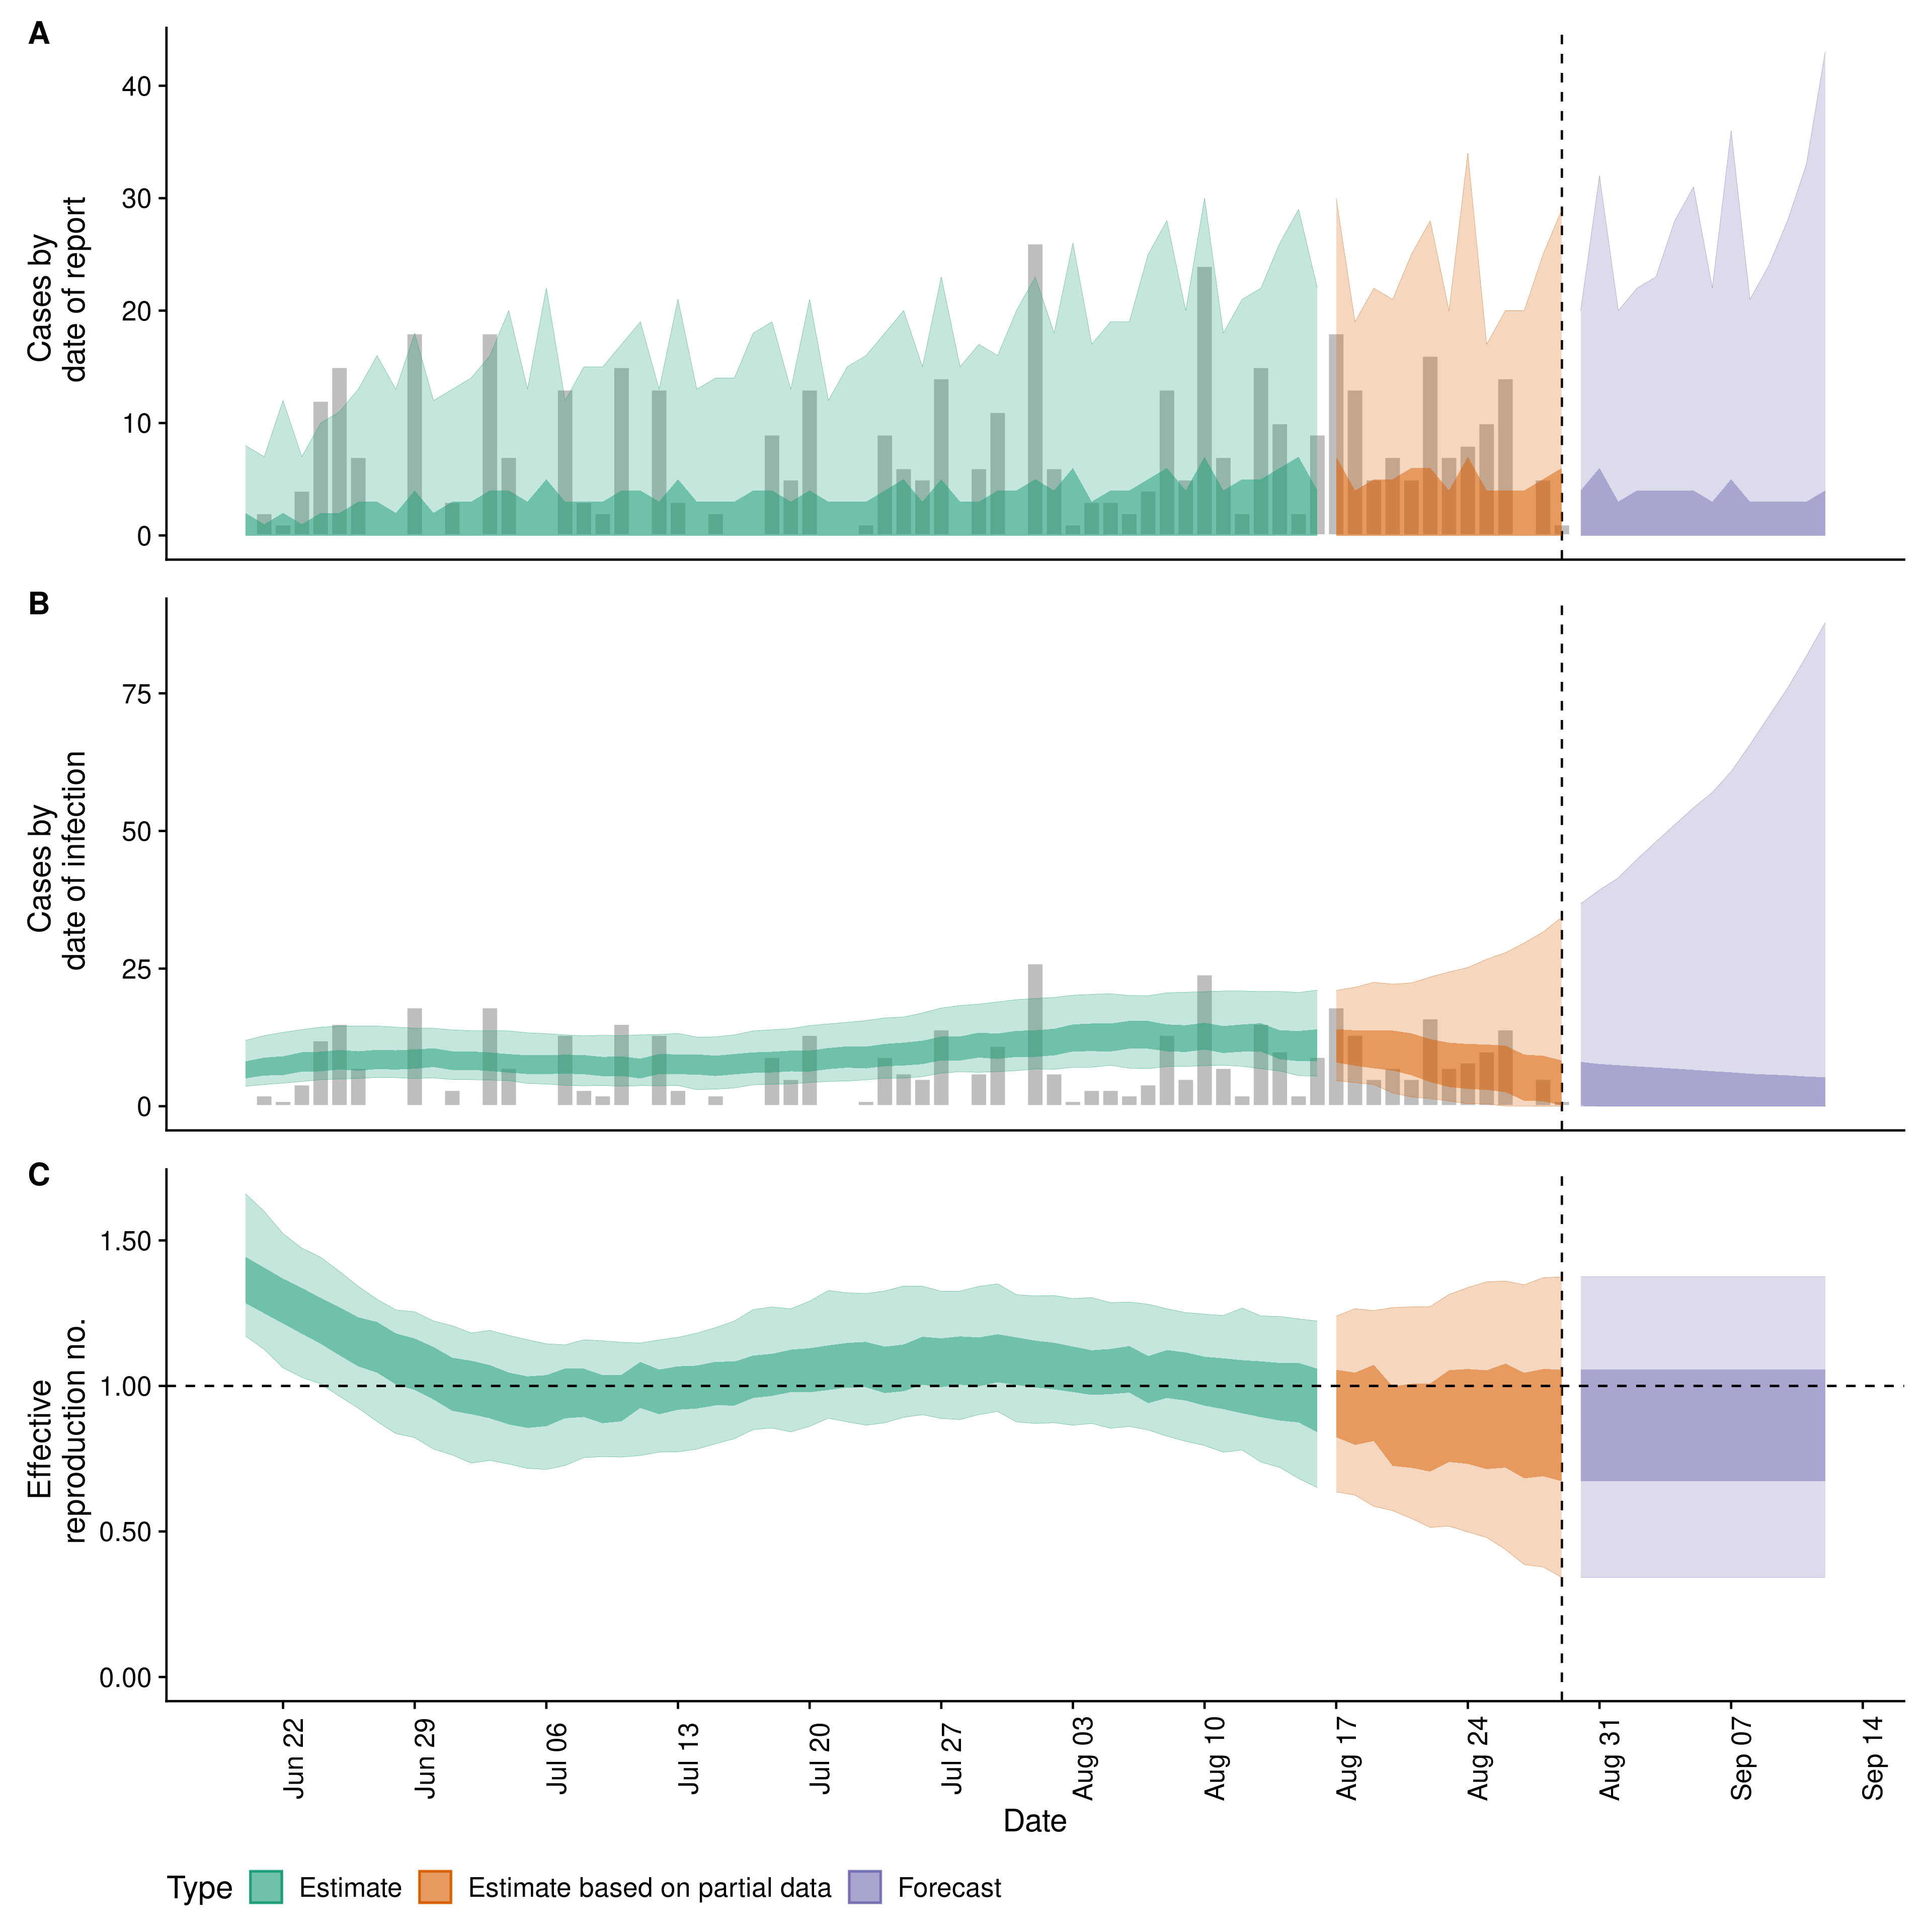 A
Cases by
date of report
40
30
20
10
0
B
Cases by
date of infection
75
50
25
0
C
Effective
reproduction no.
1.50
1.00
0.50
0.00
Jun 22
Jun 29
Jul 06
Jul 13
Jul 20
Jul 27
Aug 03
Aug 10
Aug 17
Aug 24
Aug 31
Sep 07
Sep 14
Date
Type Estimate Estimate based on partial data Forecast